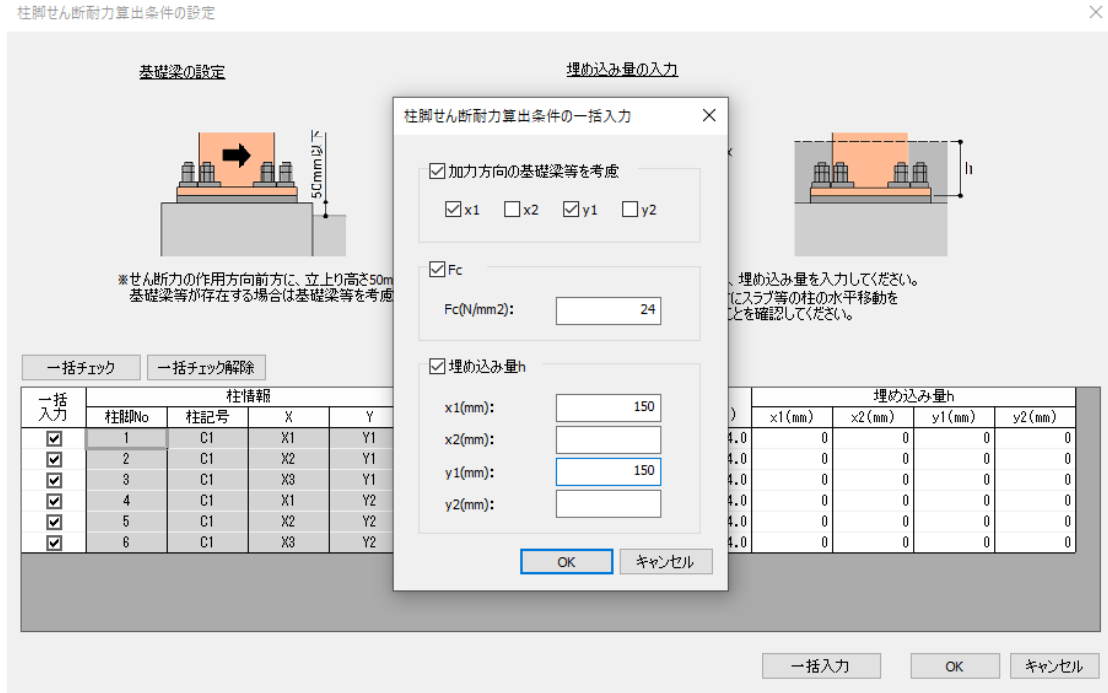 柱脚せん断耐力算出条件の設定
基礎梁の設定
埋め込み量の入力
50mm以下
h
※せん断力の作用方向前方に、立上り高さ50m
基礎梁等が存在する場合は基礎梁等を考慮
、埋め込み量を入力してください。
にスラブ等の柱の水平移動を
ことを確認してください。
柱脚せん断耐力算出条件の一括入力
加力方向の基礎梁等を考慮
x1 x2 y1 y2
Fc
Fc(N/mm2): 24
埋め込み量h
x1(mm): 150
x2(mm):
y1(mm): 150
y2(mm):
OK キャンセル
一括チェック 一括チェック解除
一括入力 柱情報 埋め込み量h
柱脚No 柱記号 X Y ) x1(mm) x2(mm) y1(mm) y2(mm)
1 C1 X1 Y1 4.0 0 0 0 0
2 C1 X2 Y1 4.0 0 0 0 0
3 C1 X3 Y1 4.0 0 0 0 0
4 C1 X1 Y2 4.0 0 0 0 0
5 C1 X2 Y2 4.0 0 0 0 0
6 C1 X3 Y2 4.0 0 0 0 0
一括入力 OK キャンセル